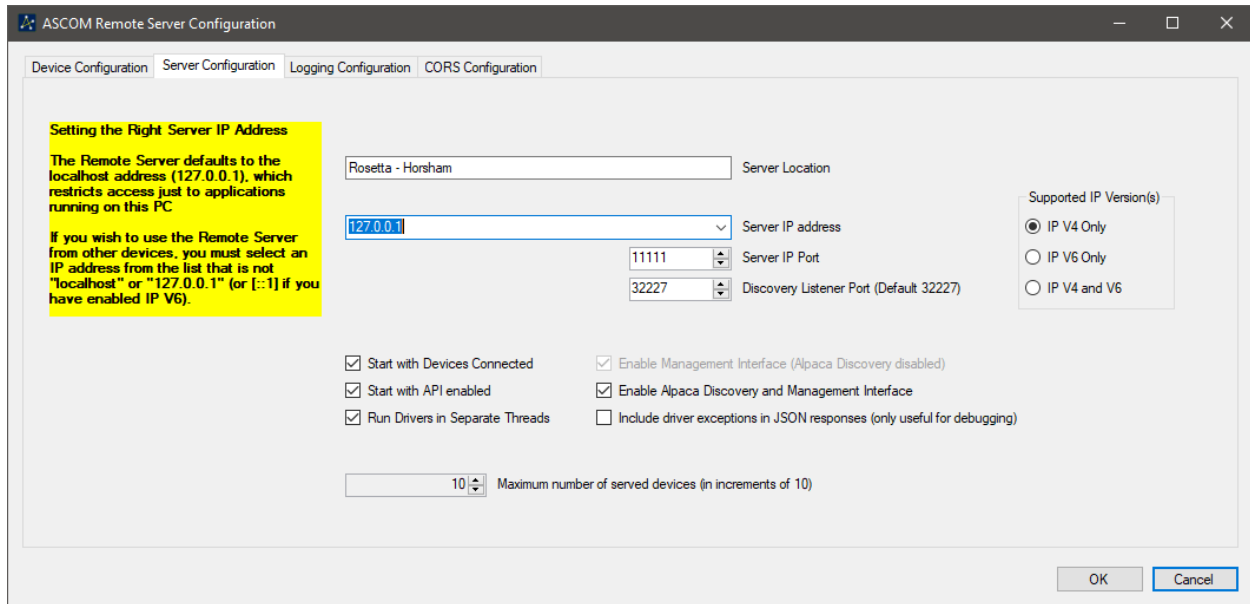 ASCOM Remote Server Configuration
Device Configuration
Server Configuration
Logging Configuration
CORS Configuration
Setting the Right Server IP Address
The Remote Server defaults to the
localhost address (127.0.0.1), which
restricts access just to applications
running on this PC
If you wish to use the Remote Server
from other devices, you must select an
IP address from the list that is not
"localhost" or "127.0.0.1" (or [::1] if you
have enabled IP V6).
Rosetta - Horsham
Server Location
127.0.0.1
Server IP address
11111
Server IP Port
32227
Discovery Listener Port (Default 32227)
Supported IP Version(s)
IP V4 Only
IP V6 Only
IP V4 and V6
Start with Devices Connected
Enable Management Interface (Alpaca Discovery disabled)
Start with API enabled
Enable Alpaca Discovery and Management Interface
Run Drivers in Separate Threads
Include driver exceptions in JSON responses (only useful for debugging)
10
Maximum number of served devices (in increments of 10)
OK
Cancel